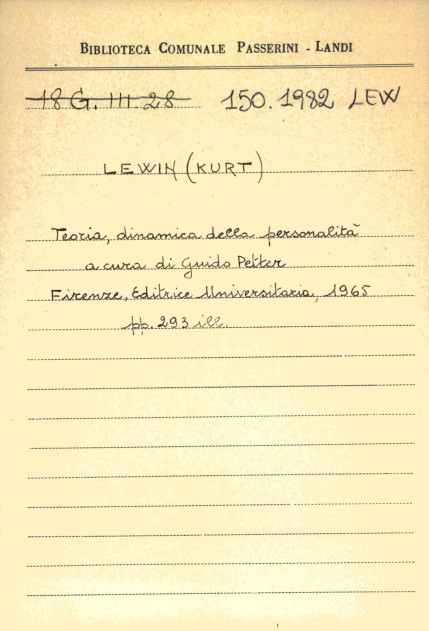 BIBLIOTECA COMUNALE PASSERINI - LANDI
18 G. III. 28 150.1982 LEW
LEWIN (KURT)
Teoria, dinamica della personalità
a cura di Guido Petter
Firenze, Editrice Universitaria, 1965
pp. 293 ill.